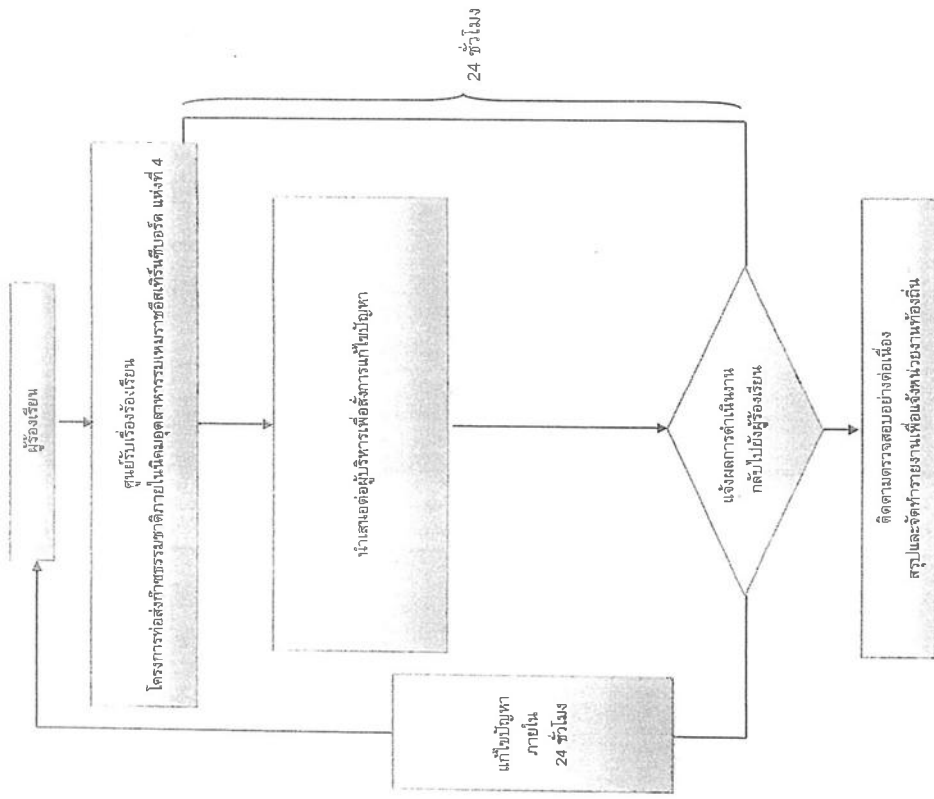 ผู้ร้องเรียน
ศูนย์รับเรื่องร้องเรียน
โครงการท่อส่งก๊าซธรรมชาติภายในนิคมอุตสาหกรรมเหมราชอีสเทิร์นซีบอร์ด แห่งที่ 4
นำเสนอต่อผู้บริหารเพื่อสั่งการแก้ไขปัญหา
24 ชั่วโมง
แจ้งผลการดำเนินงาน
กลับไปยังผู้ร้องเรียน
แก้ไขปัญหา
ภายใน
24 ชั่วโมง
ติดตามตรวจสอบอย่างต่อเนื่อง
สรุปและจัดทำรายงานเพื่อแจ้งหน่วยงานท้องถิ่น